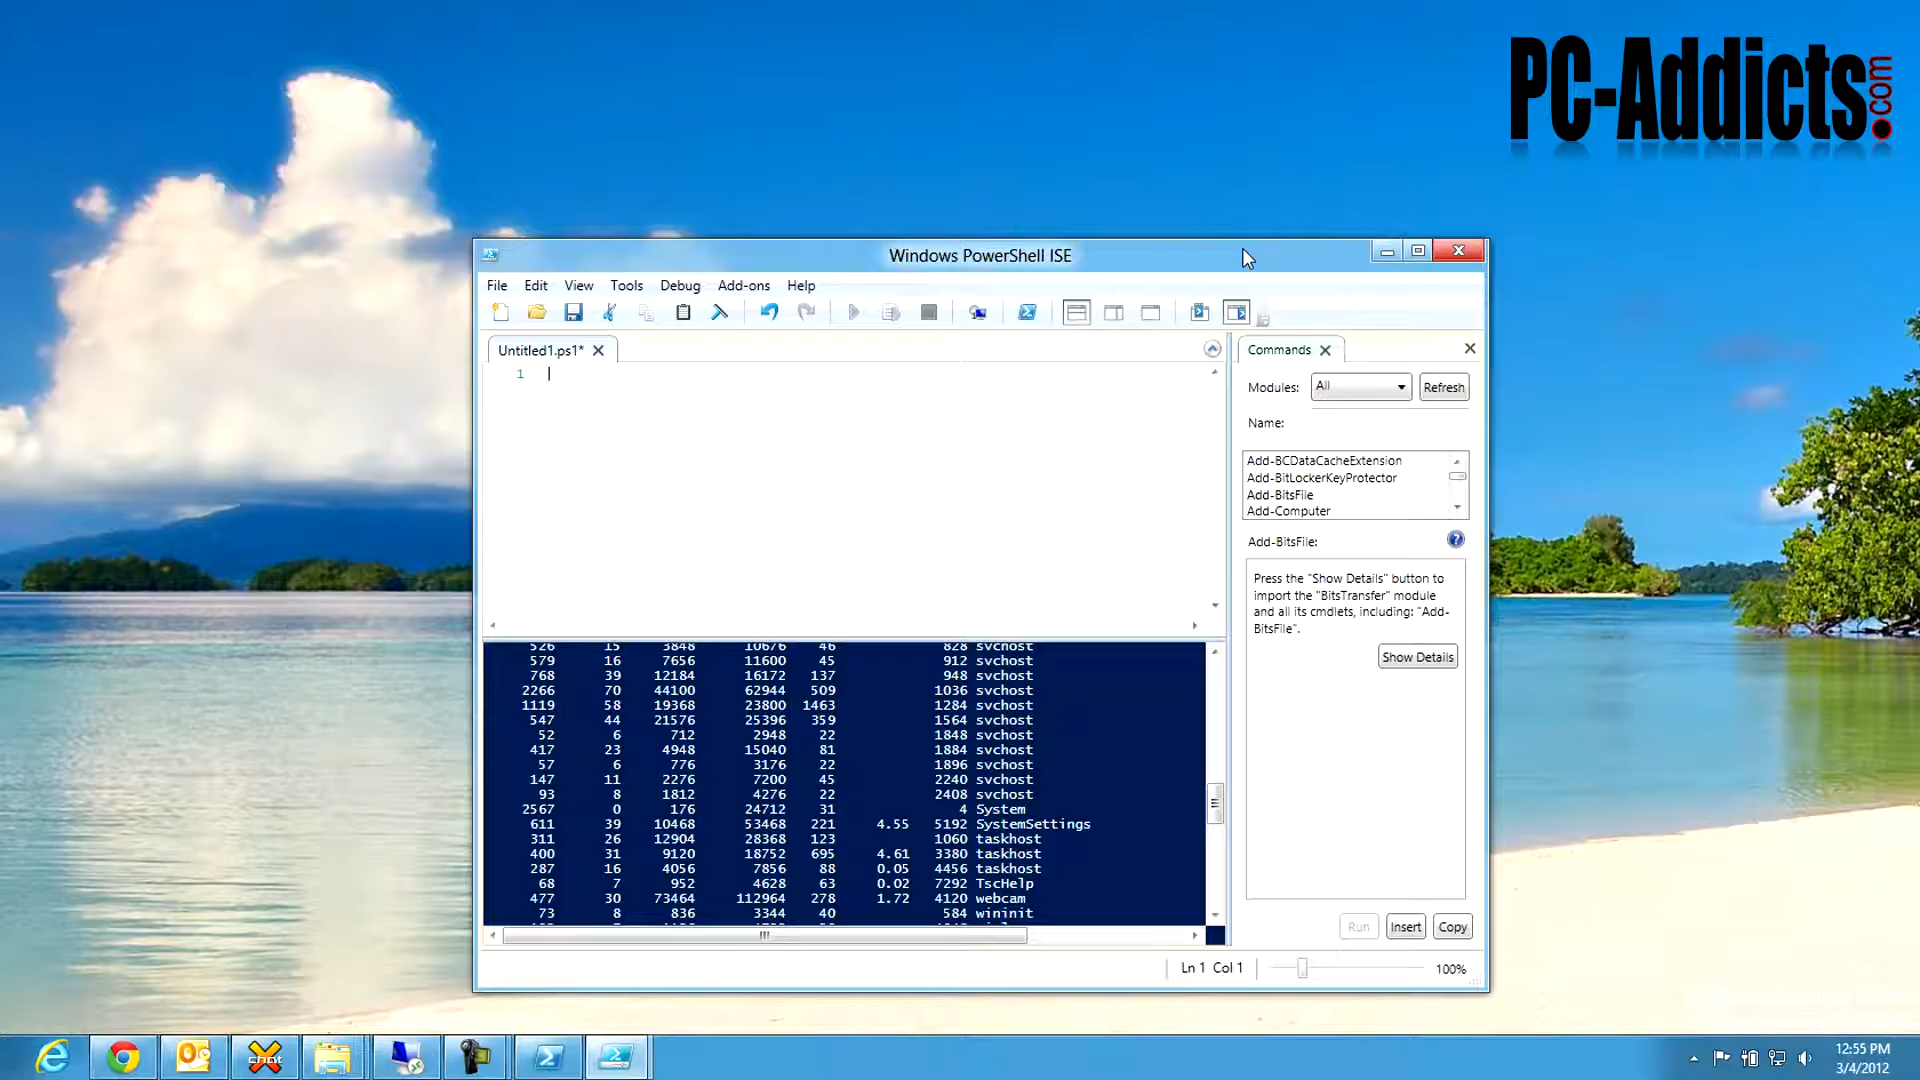 PC-Addicts.com
Windows PowerShell ISE
File Edit View Tools Debug Add-ons Help
Untitled1.ps1*
1
Commands
Modules: All Refresh
Name:
Add-BCDataCacheExtension
Add-BitLockerKeyProtector
Add-BitsFile
Add-Computer
Add-BitsFile:
Press the "Show Details" button to
import the "BitsTransfer" module
and all its cmdlets, including: "Add-
BitsFile".
Show Details
526 15 3848 10676 46 828 svchost
579 16 7656 11600 45 912 svchost
768 39 12184 16172 137 948 svchost
2266 70 44100 62944 509 1036 svchost
1119 58 19368 23800 1463 1284 svchost
547 44 21576 25396 359 1564 svchost
52 6 712 2948 22 1848 svchost
417 23 4948 15040 81 1884 svchost
57 6 776 3176 22 1896 svchost
147 11 2276 7200 45 2240 svchost
93 8 1812 4276 22 2408 svchost
2567 0 176 24712 31 4 System
611 39 10468 53468 221 4.55 5192 SystemSettings
311 26 12904 28368 123 1060 taskhost
400 31 9120 18752 695 4.61 3380 taskhost
287 16 4056 7856 88 0.05 4456 taskhost
68 7 952 4628 63 0.02 7292 TscHelp
477 30 73464 112964 278 1.72 4120 webcam
73 8 836 3344 40 584 wininit
Run Insert Copy
Ln 1 Col 1 100%
chat
12:55 PM
3/4/2012